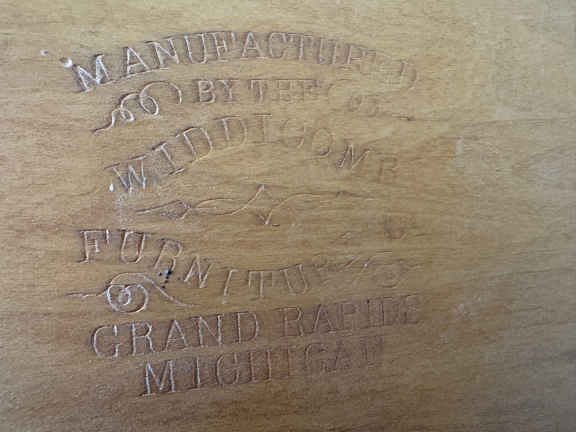 MANUFACTURED
BY THE
WIDDICOMB
FURNITURE
GRAND RAPIDS
MICHIGAN